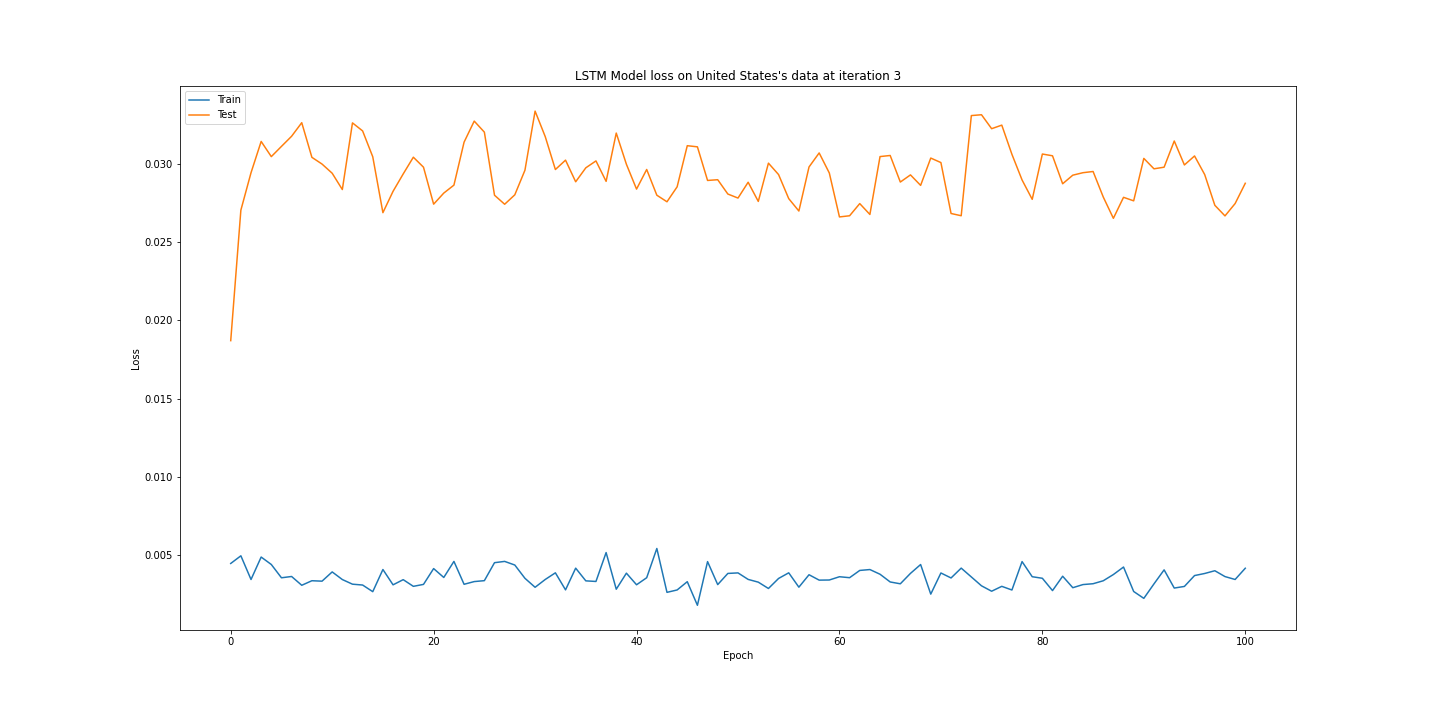 LSTM Model loss on United States's data at iteration 3
Train
Test
0.030
0.025
0.020
0.015
0.010
0.005
Loss
0 20 40 60 80 100
Epoch